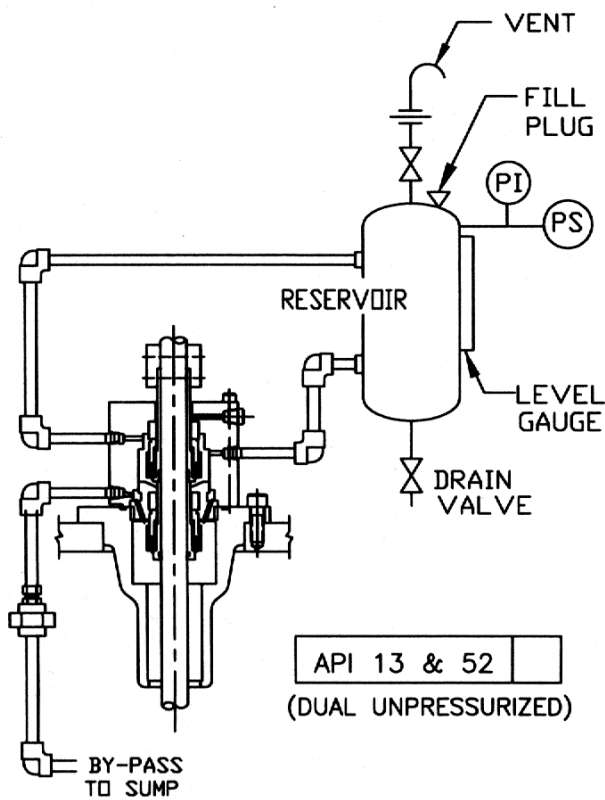 VENT
FILL
PLUG
PI
PS
RESERVOIR
LEVEL
GAUGE
DRAIN
VALVE
API 13 & 52
(DUAL UNPRESSURIZED)
BY-PASS
TO SUMP